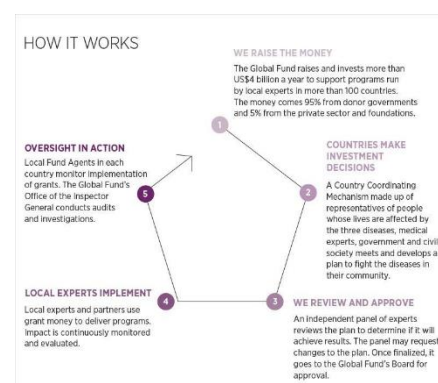 HOW IT WORKS
WE RAISE THE MONEY
The Global Fund raises and invests more than
US$4 billion a year to support programs run
by local experts in more than 100 countries.
The money comes 95% from donor governments
and 5% from the private sector and foundations.
1
COUNTRIES MAKE
INVESTMENT
DECISIONS
A Country Coordinating
Mechanism made up of
representatives of people
whose lives are affected by
the three diseases, medical
experts, government and civil
society meets and develops a
plan to fight the diseases in
their community.
2
WE REVIEW AND APPROVE
An independent panel of experts
reviews the plan to determine if it will
achieve results. The panel may request
changes to the plan. Once finalized, it
goes to the Global Fund's Board for
approval.
3
LOCAL EXPERTS IMPLEMENT
Local experts and partners use
grant money to deliver programs.
Impact is continuously monitored
and evaluated.
4
OVERSIGHT IN ACTION
Local Fund Agents in each
country monitor implementation
of grants. The Global Fund's
Office of the Inspector
General conducts audits
and investigations.
5